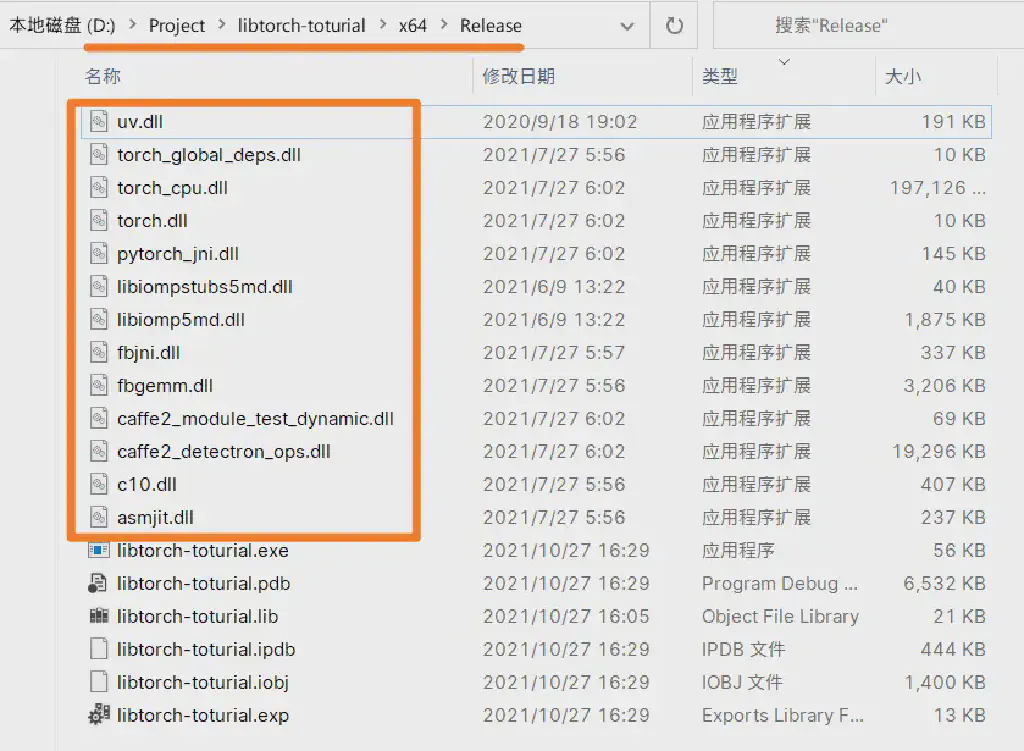 本地磁盘 (D:) > Project > libtorch-toturial > x64 > Release 搜索"Release"
名称 修改日期 类型 大小
uv.dll 2020/9/18 19:02 应用程序扩展 191 KB
torch_global_deps.dll 2021/7/27 5:56 应用程序扩展 10 KB
torch_cpu.dll 2021/7/27 6:02 应用程序扩展 197,126 ...
torch.dll 2021/7/27 6:02 应用程序扩展 10 KB
pytorch_jni.dll 2021/7/27 6:02 应用程序扩展 145 KB
libiompstubs5md.dll 2021/6/9 13:22 应用程序扩展 40 KB
libiomp5md.dll 2021/6/9 13:22 应用程序扩展 1,875 KB
fbjni.dll 2021/7/27 5:57 应用程序扩展 337 KB
fbgemm.dll 2021/7/27 5:56 应用程序扩展 3,206 KB
caffe2_module_test_dynamic.dll 2021/7/27 6:02 应用程序扩展 69 KB
caffe2_detectron_ops.dll 2021/7/27 6:02 应用程序扩展 19,296 KB
c10.dll 2021/7/27 5:56 应用程序扩展 407 KB
asmjit.dll 2021/7/27 5:56 应用程序扩展 237 KB
libtorch-toturial.exe 2021/10/27 16:29 应用程序 56 KB
libtorch-toturial.pdb 2021/10/27 16:29 Program Debug ... 6,532 KB
libtorch-toturial.lib 2021/10/27 16:05 Object File Library 21 KB
libtorch-toturial.ipdb 2021/10/27 16:29 IPDB 文件 444 KB
libtorch-toturial.iobj 2021/10/27 16:29 IOBJ 文件 1,400 KB
libtorch-toturial.exp 2021/10/27 16:29 Exports Library F... 13 KB